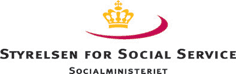 Styrelsen for Social Service
Socialministeriet